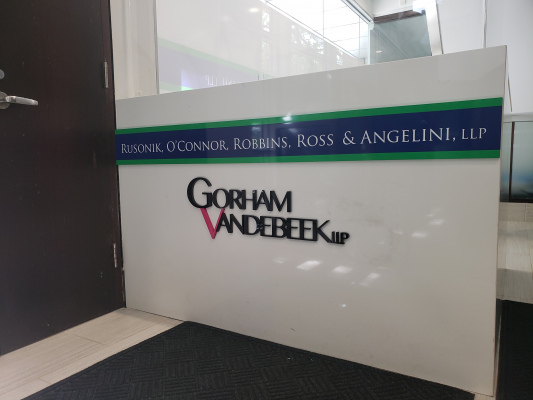 RUSONIK, O'CONNOR, ROBBINS, ROSS & ANGELINI, LLP
GORHAM
VANDEBEEK LLP